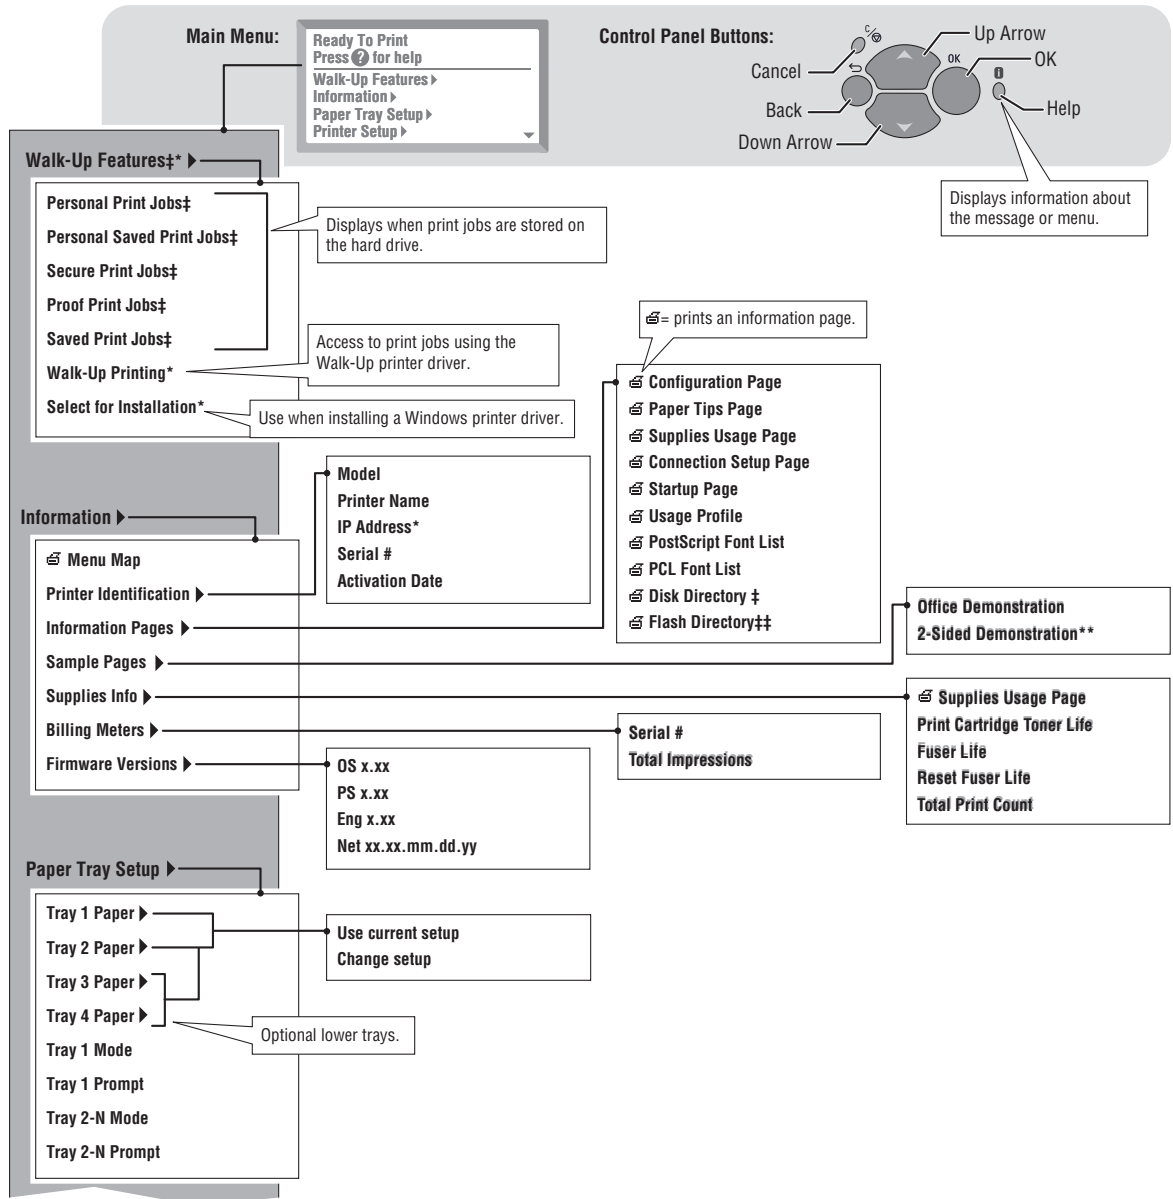 Main Menu:
Ready To Print
Press ? for help
Walk-Up Features
Information
Paper Tray Setup
Printer Setup
Control Panel Buttons:
C/
OK
i
Up Arrow
OK
Cancel
Back
Help
Down Arrow
Displays information about
the message or menu.
Walk-Up Features‡*
Personal Print Jobs‡
Personal Saved Print Jobs‡
Secure Print Jobs‡
Proof Print Jobs‡
Saved Print Jobs‡
Walk-Up Printing*
Select for Installation*
Displays when print jobs are stored on
the hard drive.
Access to print jobs using the
Walk-Up printer driver.
Use when installing a Windows printer driver.
= prints an information page.
Information
Menu Map
Printer Identification
Information Pages
Sample Pages
Supplies Info
Billing Meters
Firmware Versions
Model
Printer Name
IP Address*
Serial #
Activation Date
Configuration Page
Paper Tips Page
Supplies Usage Page
Connection Setup Page
Startup Page
Usage Profile
PostScript Font List
PCL Font List
Disk Directory ‡
Flash Directory‡‡
Office Demonstration
2-Sided Demonstration**
Supplies Usage Page
Print Cartridge Toner Life
Fuser Life
Reset Fuser Life
Total Print Count
Serial #
Total Impressions
OS x.xx
PS x.xx
Eng x.xx
Net xx.xx.mm.dd.yy
Paper Tray Setup
Tray 1 Paper
Tray 2 Paper
Tray 3 Paper
Tray 4 Paper
Tray 1 Mode
Tray 1 Prompt
Tray 2-N Mode
Tray 2-N Prompt
Use current setup
Change setup
Optional lower trays.